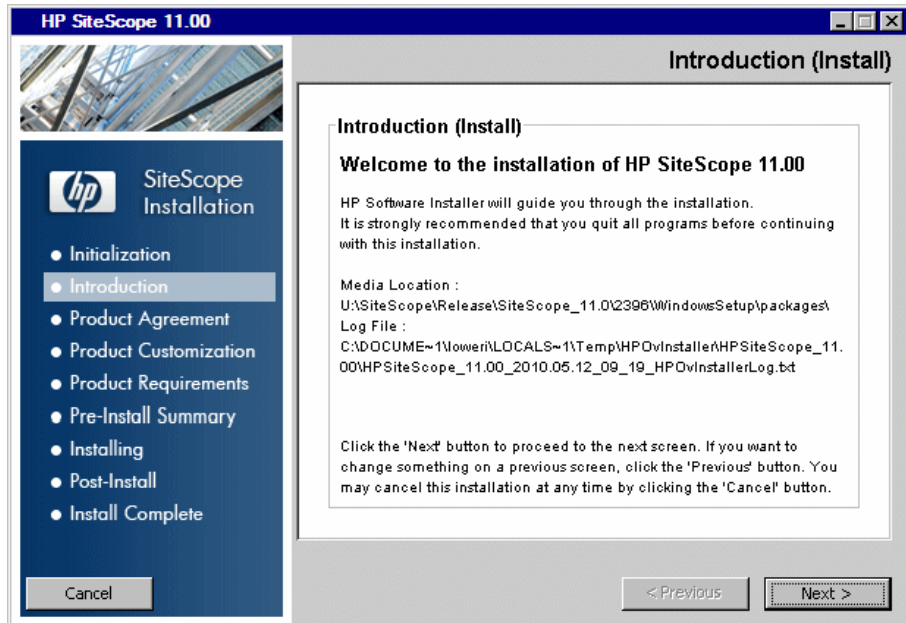 HP SiteScope 11.00
Introduction (Install)
hp
SiteScope
Installation
Initialization
Introduction
Product Agreement
Product Customization
Product Requirements
Pre-Install Summary
Installing
Post-Install
Install Complete
Introduction (Install)
Welcome to the installation of HP SiteScope 11.00
HP Software Installer will guide you through the installation.
It is strongly recommended that you quit all programs before continuing
with this installation.
Media Location :
U:\SiteScope\Release\SiteScope_11.0\2396\WindowsSetup\packages\
Log File :
C:\DOCUME~1\loweri\LOCALS~1\Temp\HPOvInstaller\HPSiteScope_11.
00\HPSiteScope_11.00_2010.05.12_09_19_HPOvInstallerLog.txt
Click the 'Next' button to proceed to the next screen. If you want to
change something on a previous screen, click the 'Previous' button. You
may cancel this installation at any time by clicking the 'Cancel' button.
Cancel
< Previous
Next >